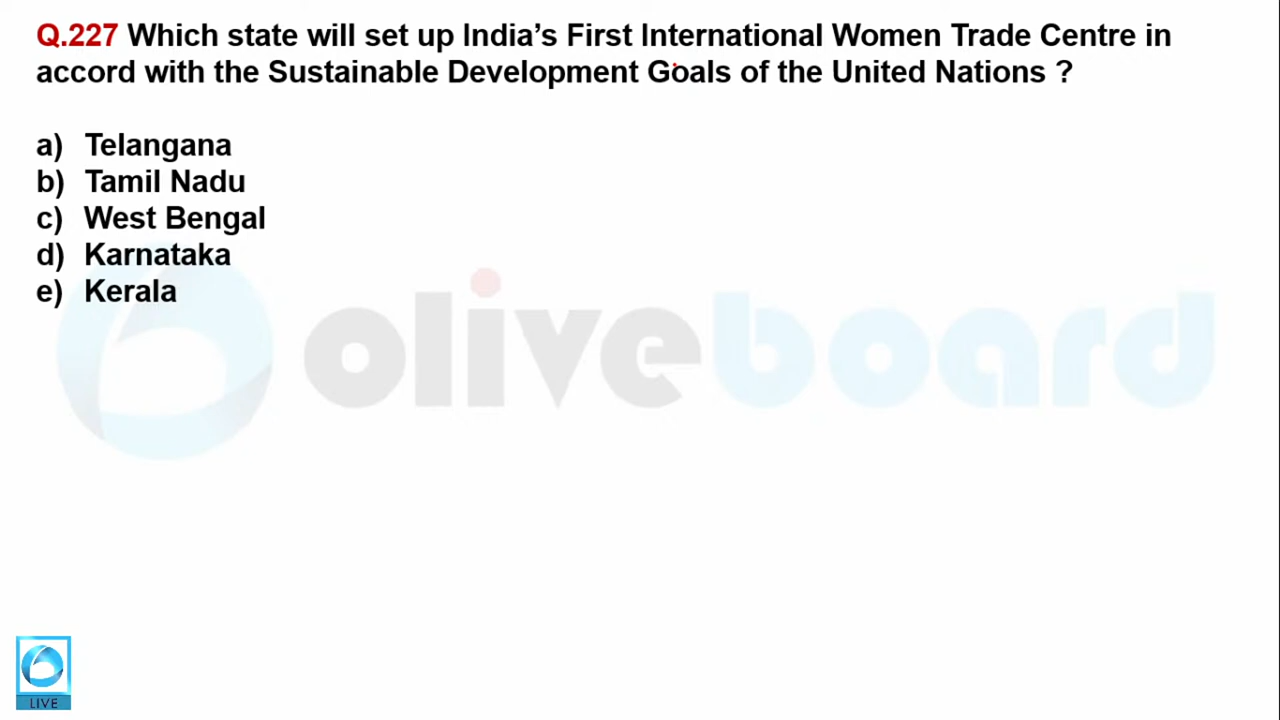 Q.227 Which state will set up India’s First International Women Trade Centre in
accord with the Sustainable Development Goals of the United Nations ?
a) Telangana
b) Tamil Nadu
c) West Bengal
d) Karnataka
e) Kerala
oliveboard
LIVE